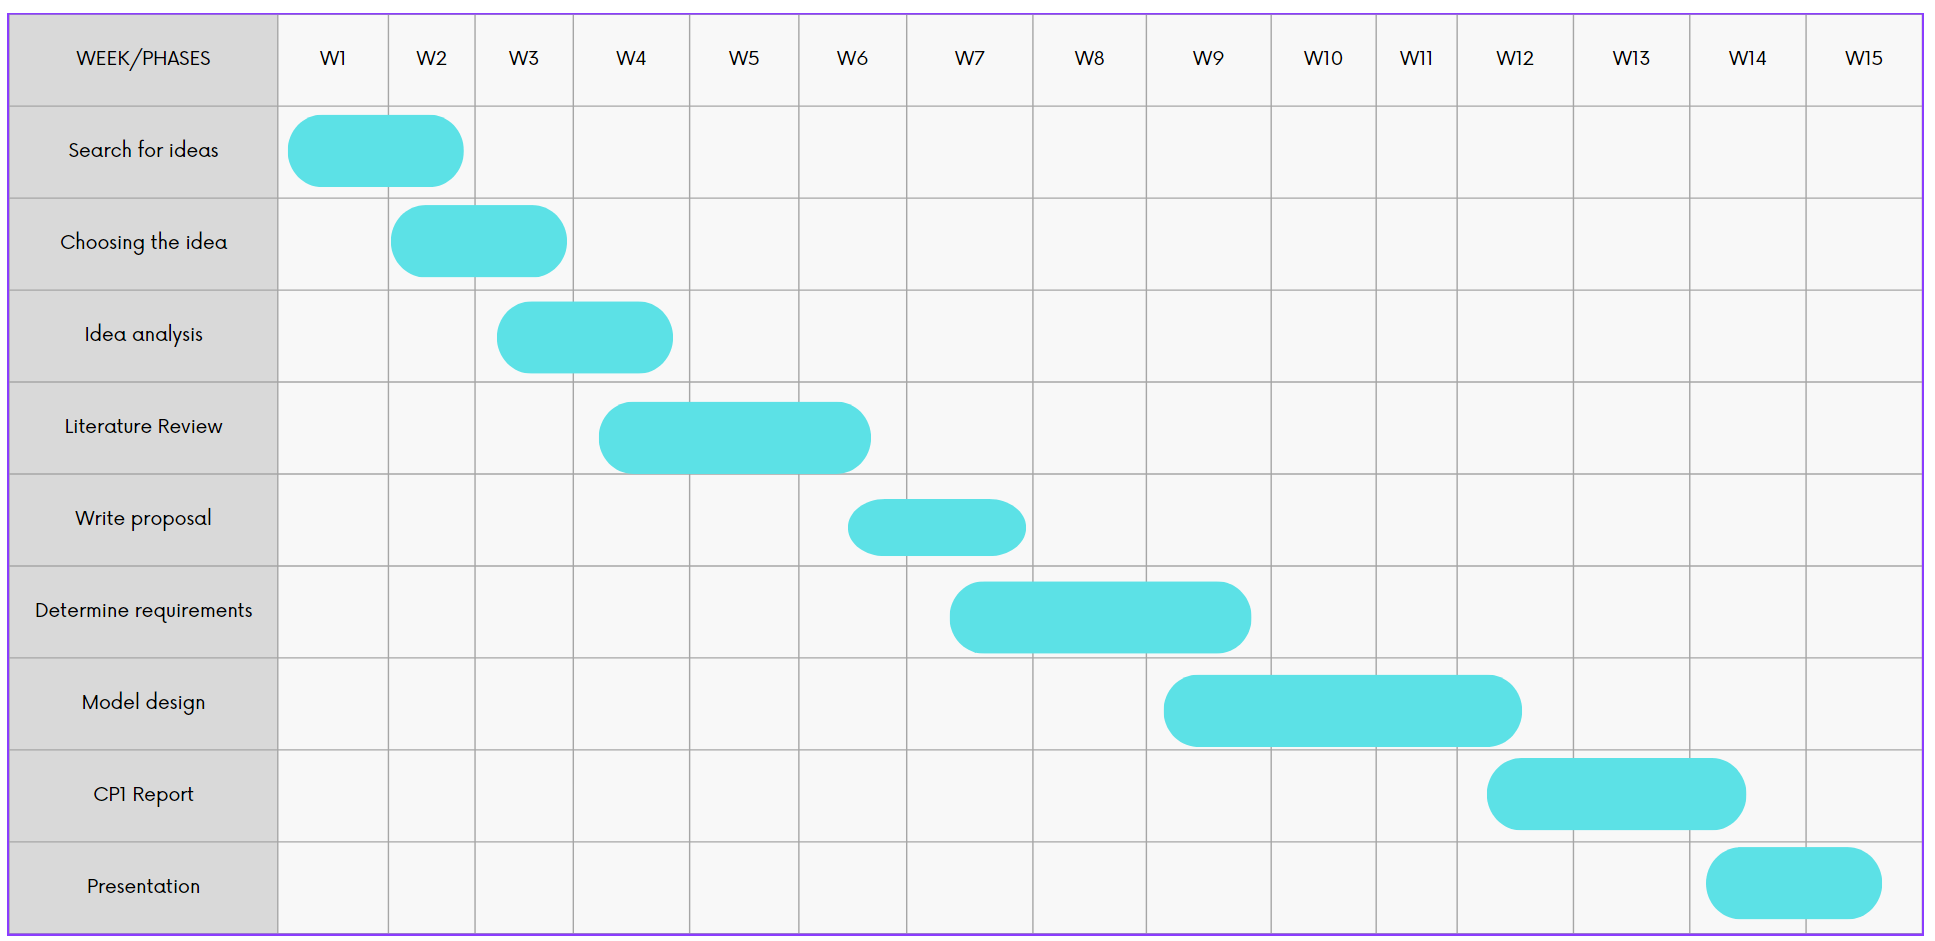 WEEK/PHASES W1 W2 W3 W4 W5 W6 W7 W8 W9 W10 W11 W12 W13 W14 W15
Search for ideas
Choosing the idea
Idea analysis
Literature Review
Write proposal
Determine requirements
Model design
CP1 Report
Presentation